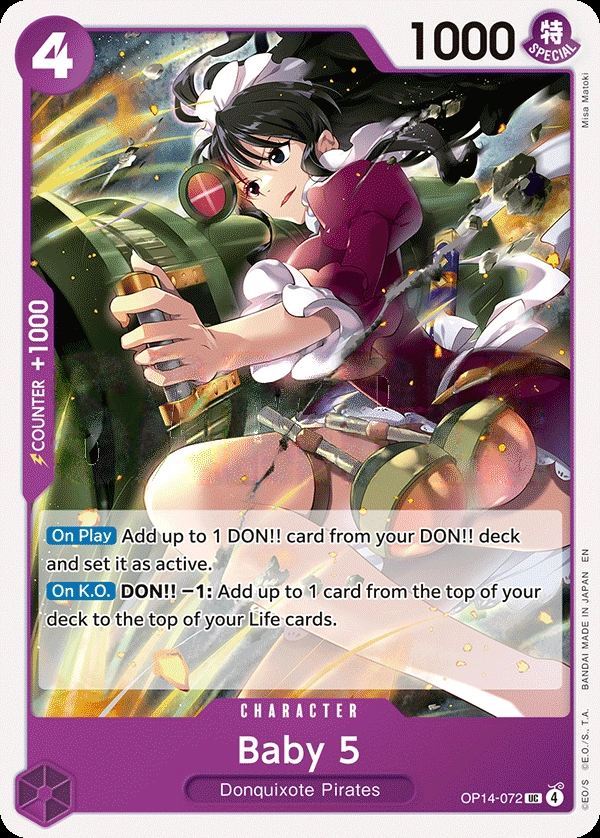 4
1000
特
SPECIAL
Misa Matoki
COUNTER +1000
On Play Add up to 1 DON!! card from your DON!! deck
and set it as active.
On K.O. DON!! −1: Add up to 1 card from the top of your
deck to the top of your Life cards.
CHARACTER
Baby 5
Donquixote Pirates
OP14-072 UC 4
©E.O/S ©E.O./S., T.A. BANDAI MADE IN JAPAN EN